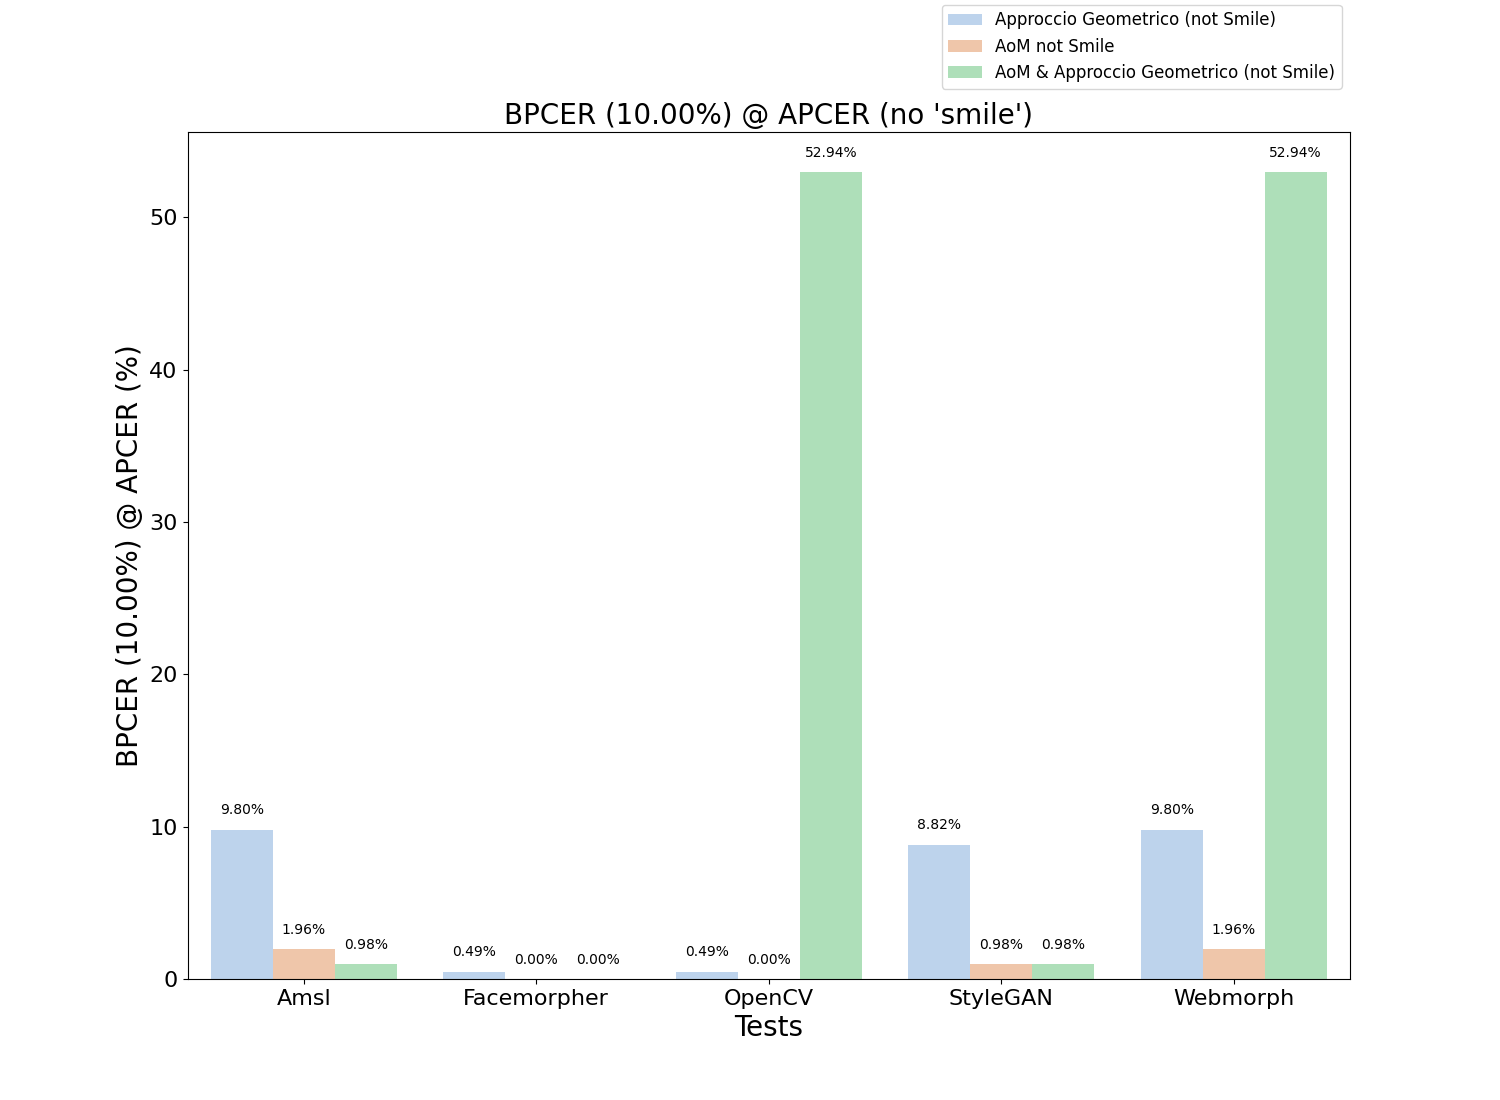 Approccio Geometrico (not Smile)
AoM not Smile
AoM & Approccio Geometrico (not Smile)
BPCER (10.00%) @ APCER (no 'smile')
BPCER (10.00%) @ APCER (%)
50
40
30
20
10
0
52.94%
52.94%
9.80%
1.96%
0.98%
0.49%
0.00%
0.00%
0.49%
0.00%
8.82%
0.98%
0.98%
9.80%
1.96%
Amsl
Facemorpher
OpenCV
StyleGAN
Webmorph
Tests